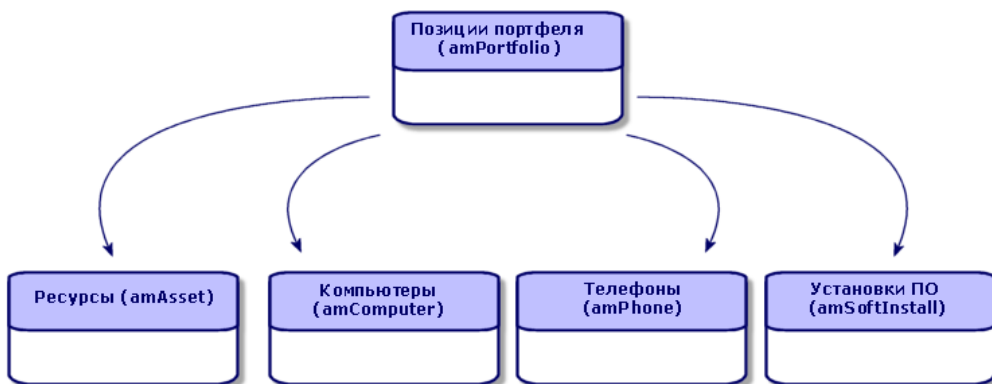 Позиции портфеля
(amPortfolio)
Ресурсы (amAsset)
Компьютеры
(amComputer)
Телефоны
(amPhone)
Установки ПО
(amSoftInstall)